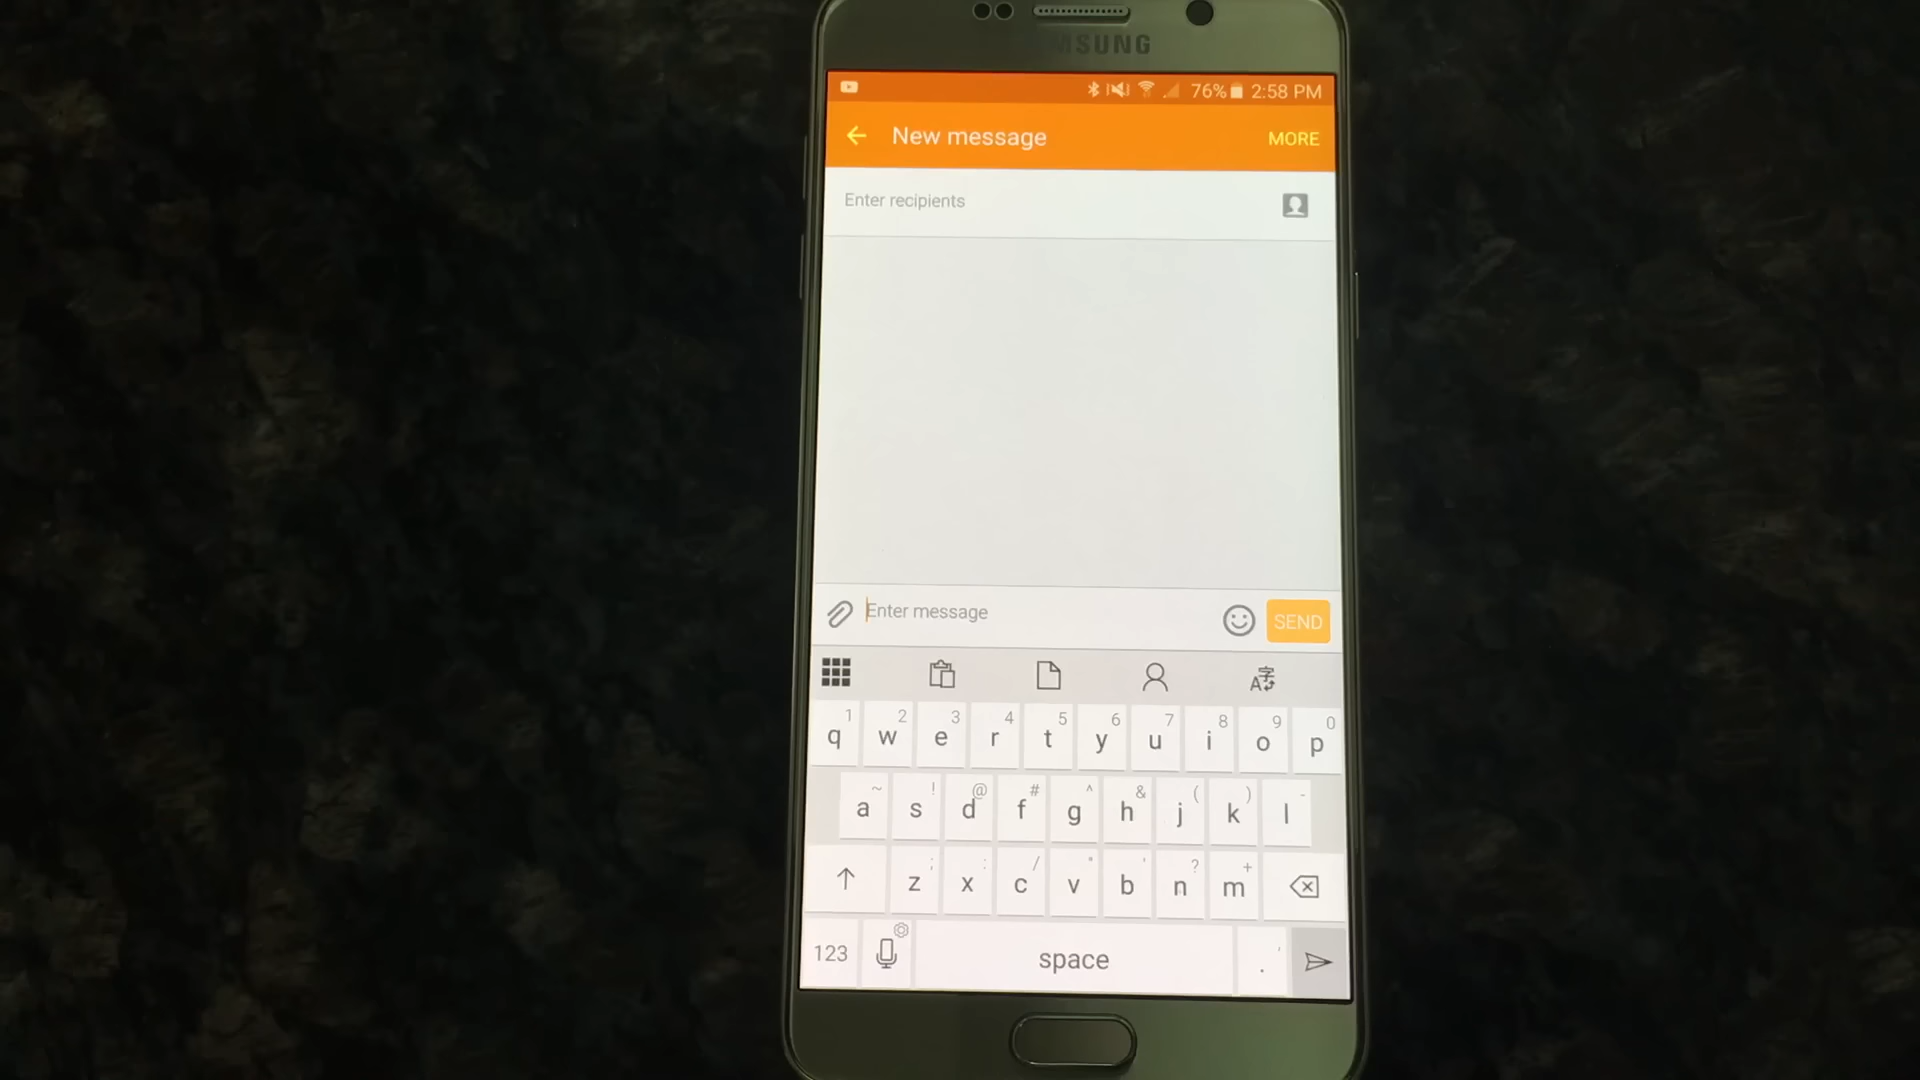 SAMSUNG
76% 2:58 PM
New message
MORE
Enter recipients
Enter message
SEND
1 2 3 4 5 6 7 8 9 0
q w e r t y u i o p
~ ! @ # ^ & ( ) -
a s d f g h j k l
; : / " ' ? +
z x c v b n m
123 space . '